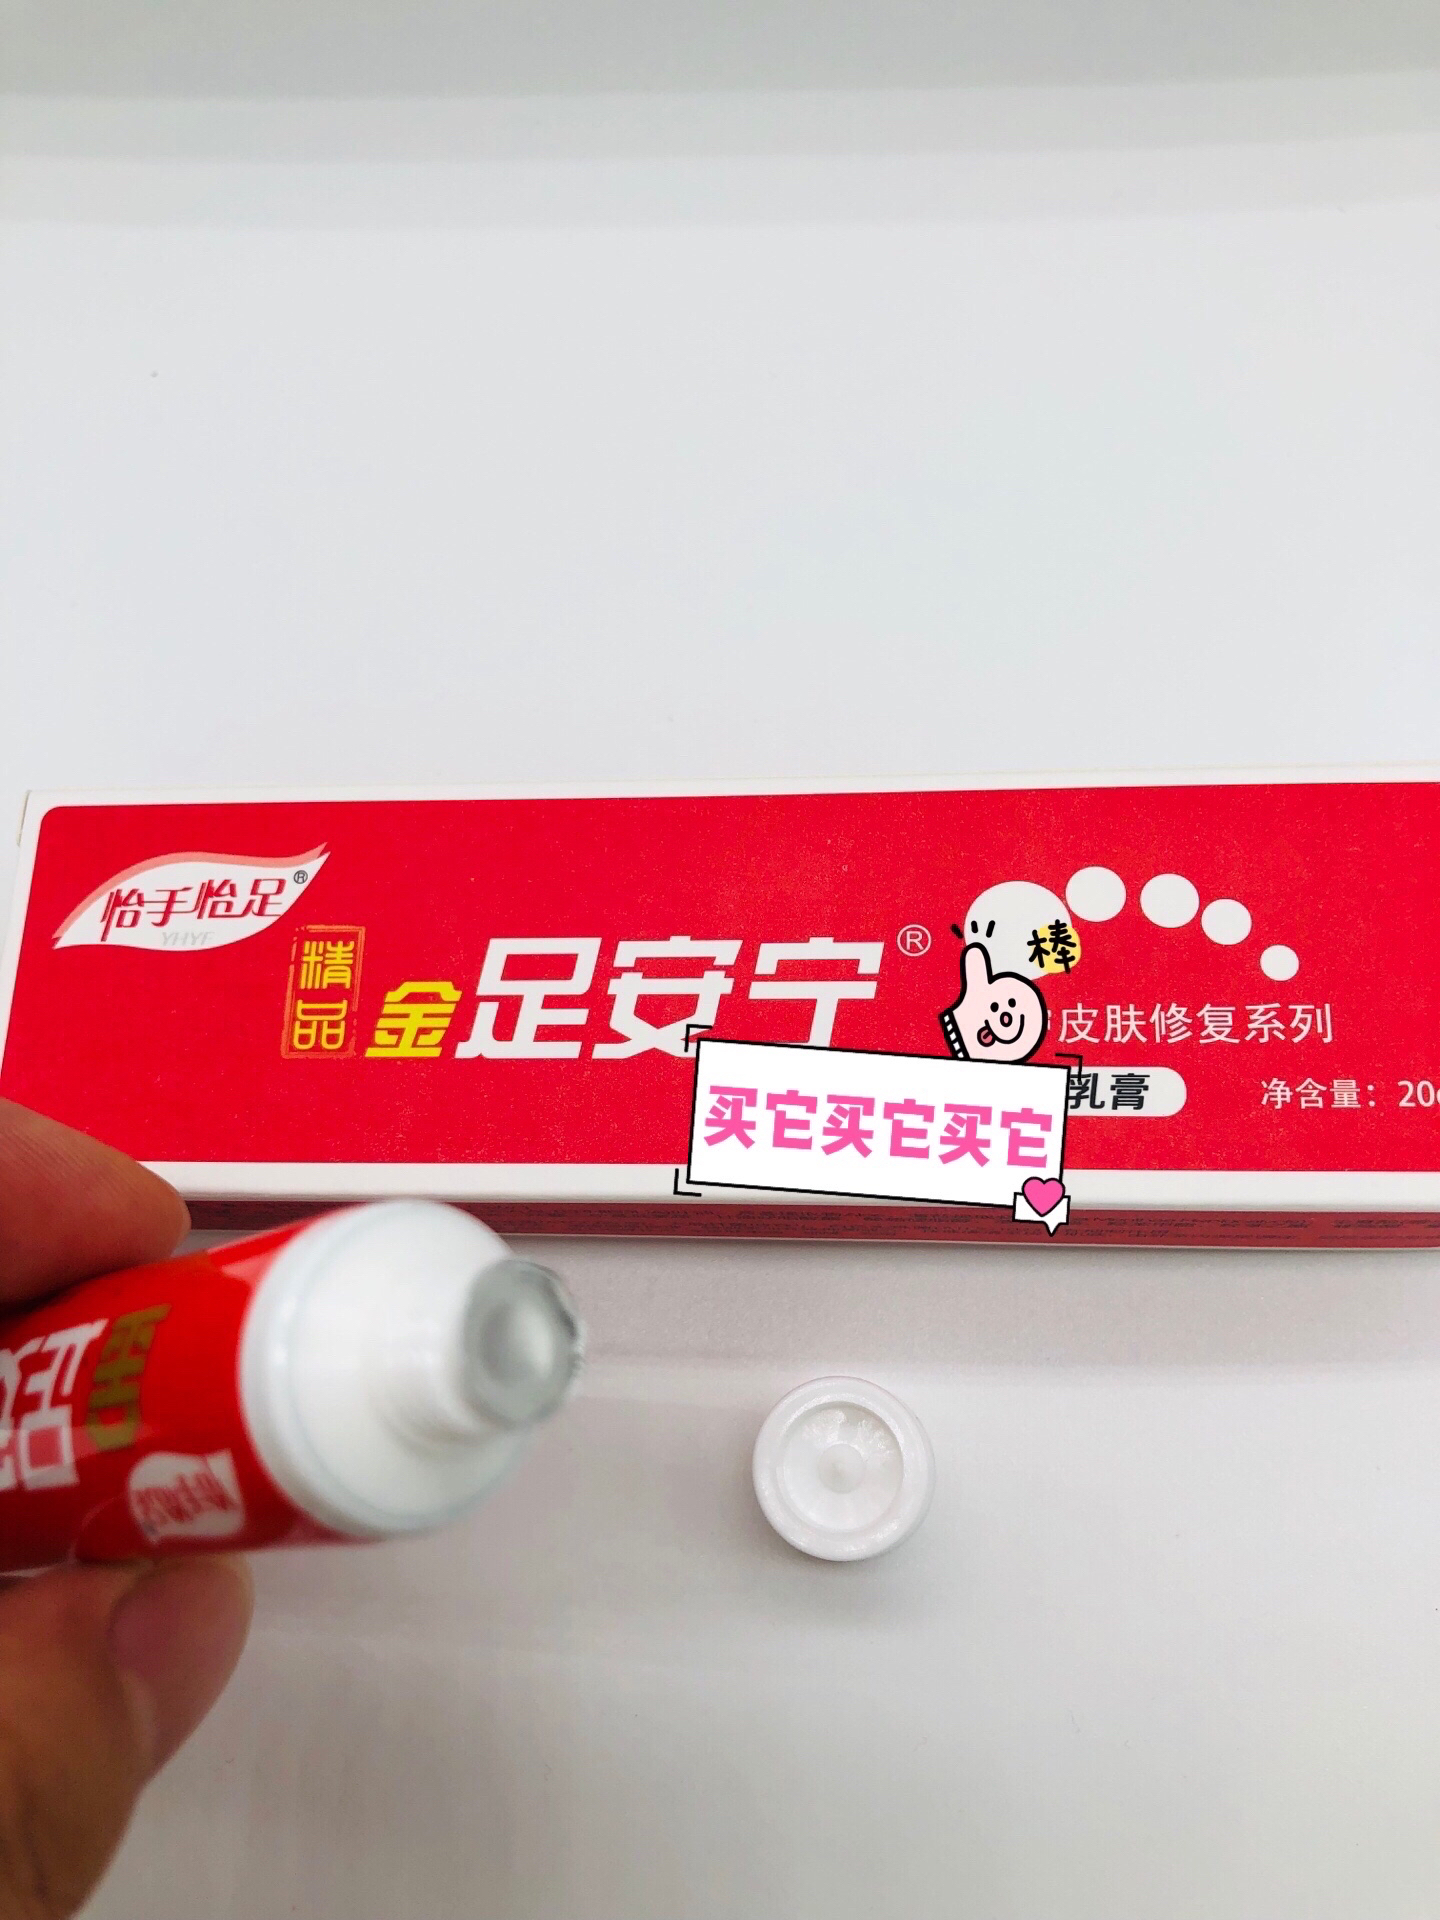 怡手怡足®
YHYF
精品
金足安宁®
棒
皮肤修复系列
乳膏
净含量：20
买它买它买它